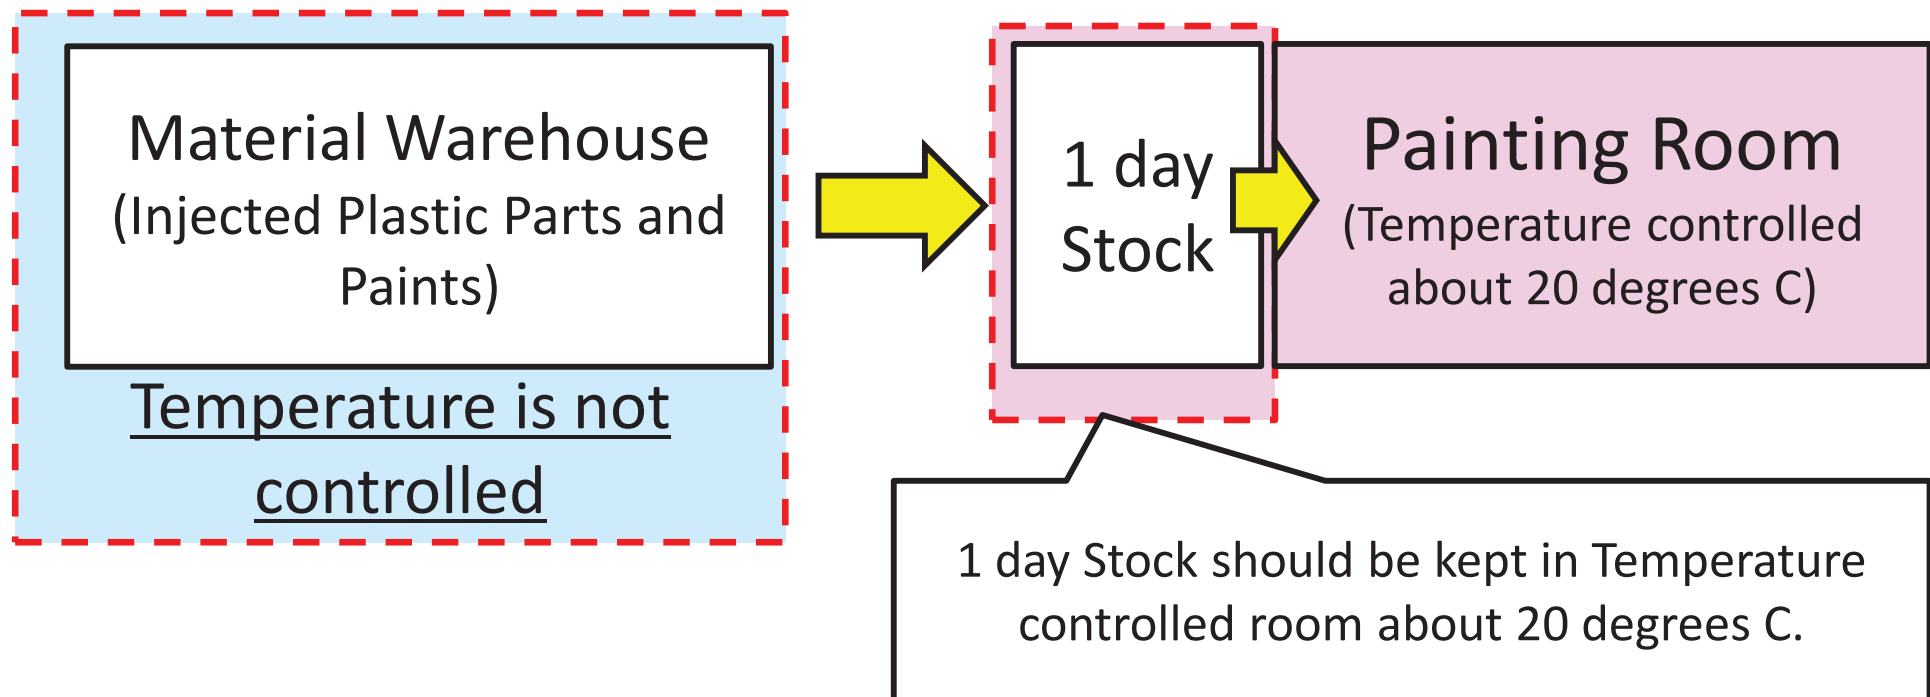 Material Warehouse
(Injected Plastic Parts and
Paints)
Temperature is not
controlled
1 day
Stock
Painting Room
(Temperature controlled
about 20 degrees C)
1 day Stock should be kept in Temperature
controlled room about 20 degrees C.